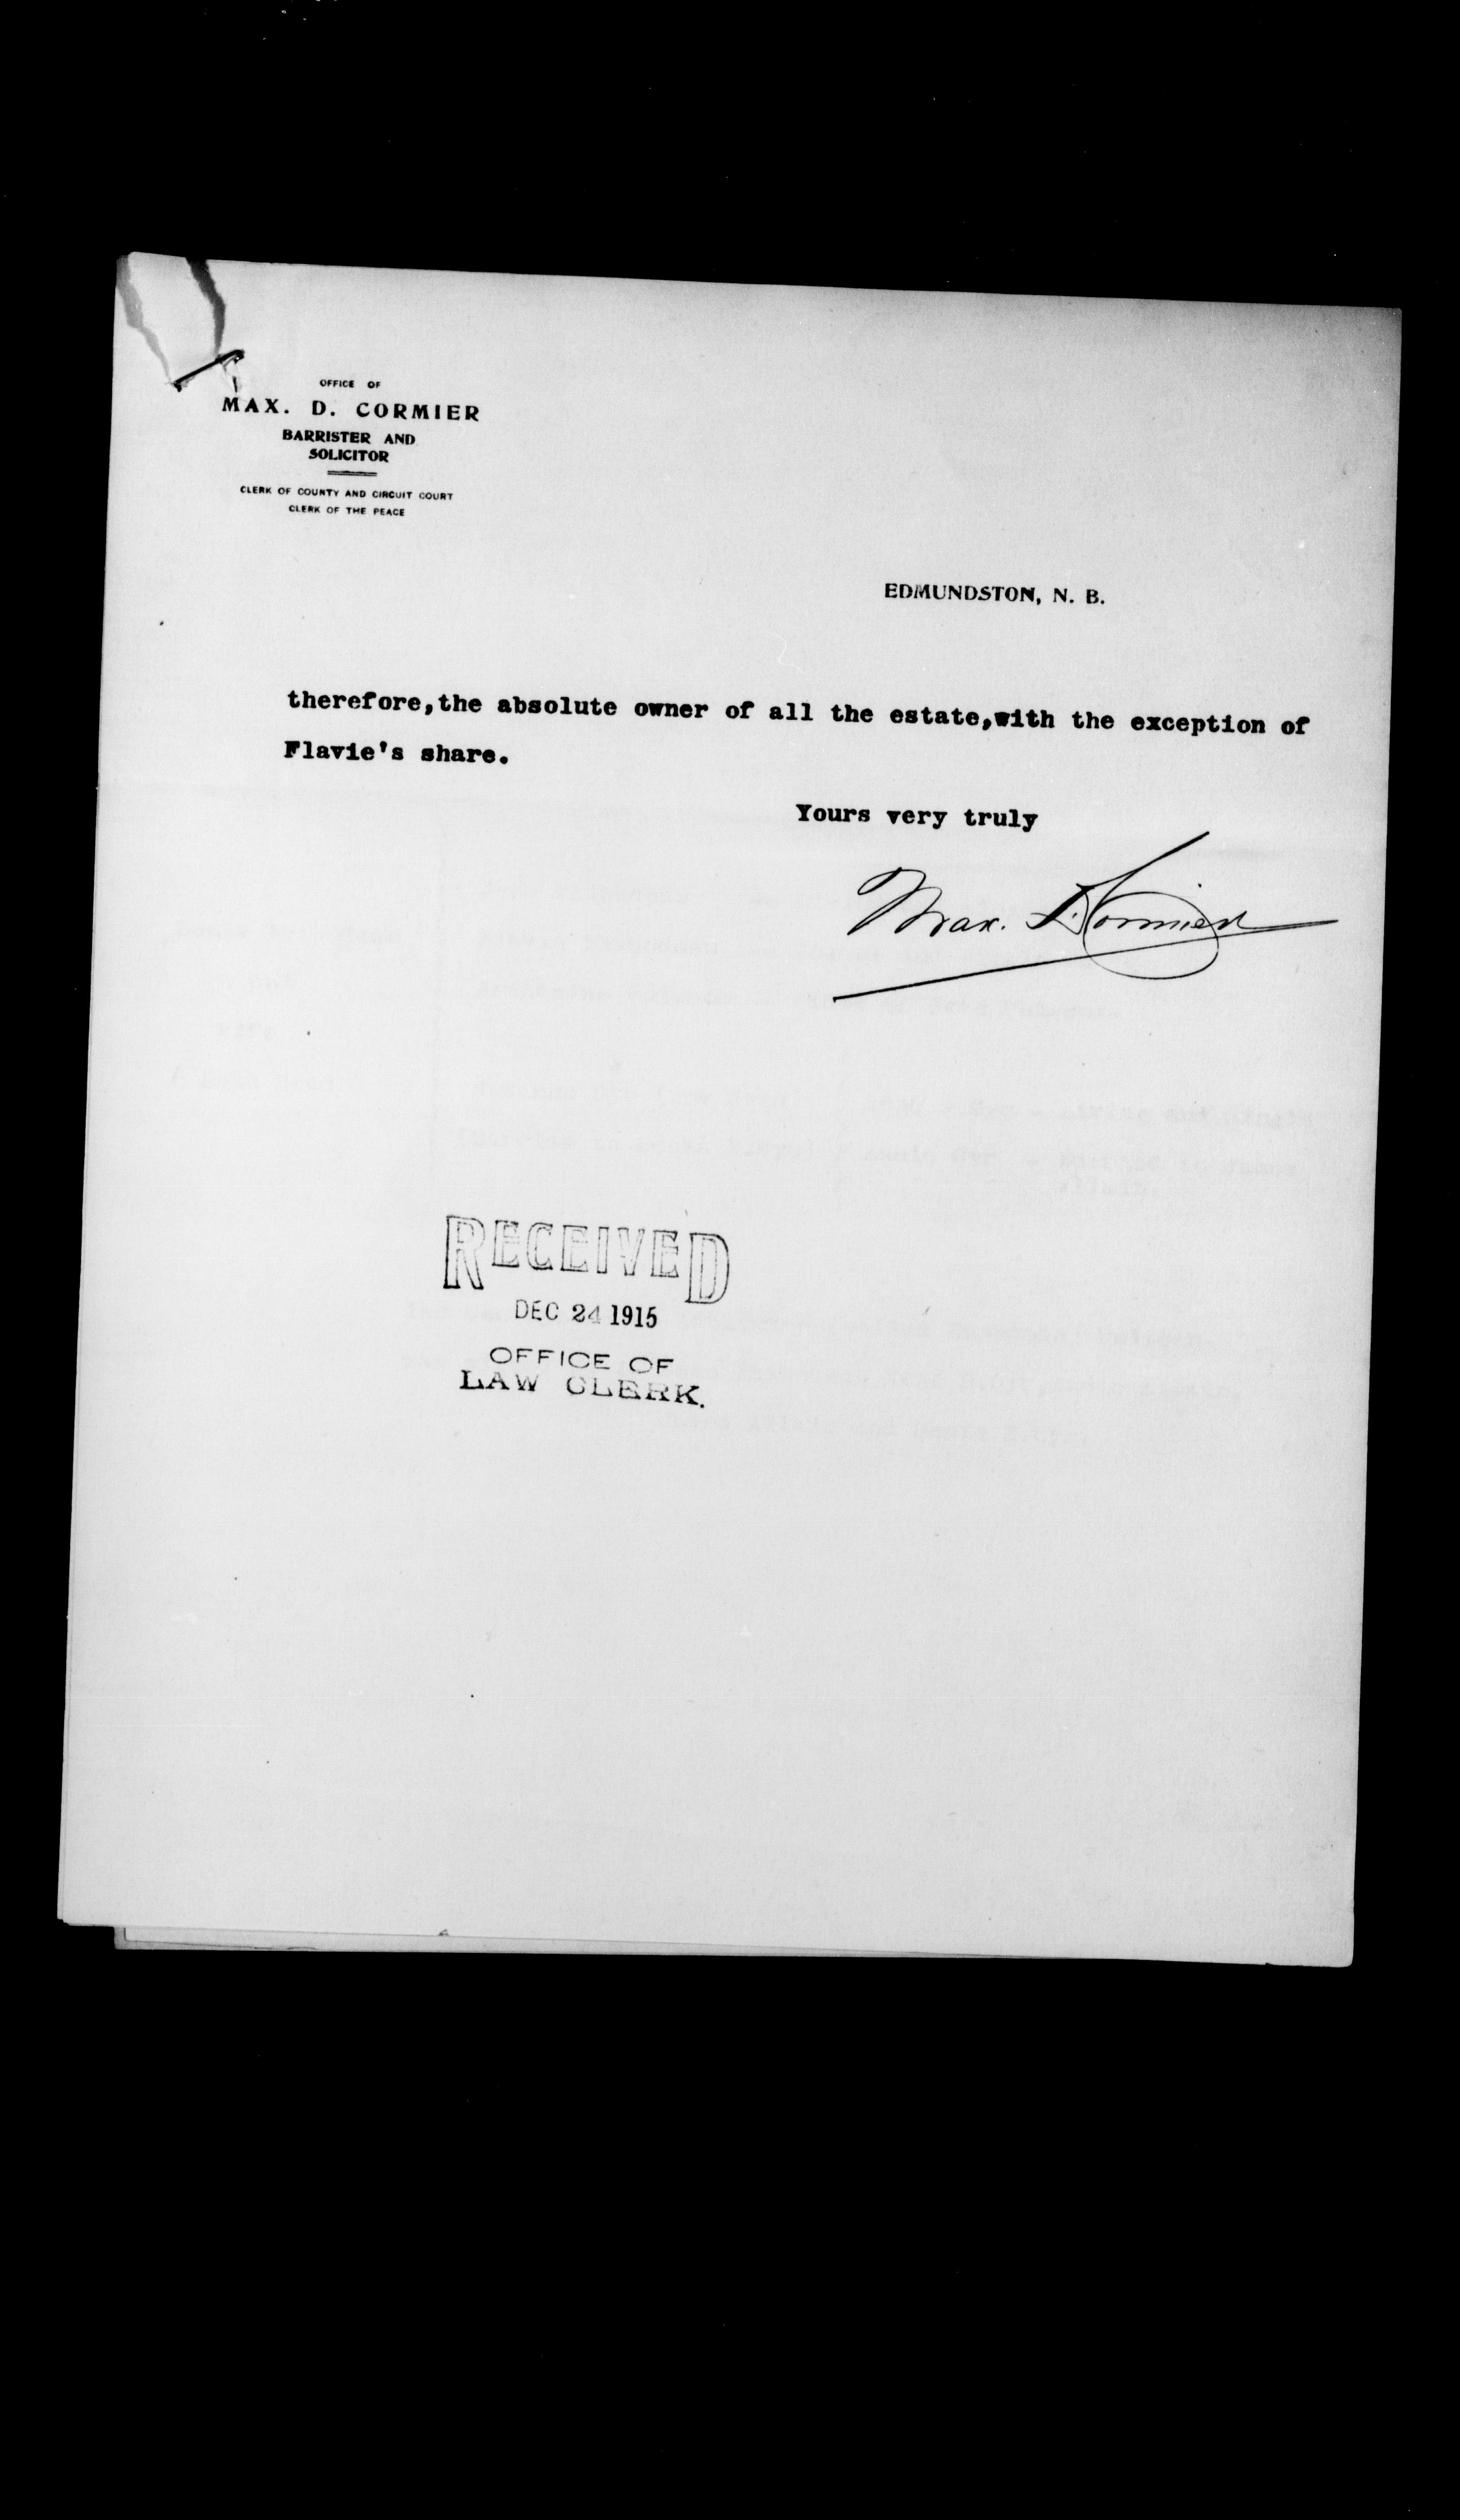 OFFICE OF
MAX. D. CORMIER
BARRISTER AND
SOLICITOR
CLERK OF COUNTY AND CIRCUIT COURT
CLERK OF THE PEACE
EDMUNDSTON, N. B.
therefore,the absolute owner of all the estate,with the exception of
Flavie's share.
Yours very truly
Max. D. Cormier
RECEIVED
DEC 24 1915
OFFICE OF
LAW CLERK.